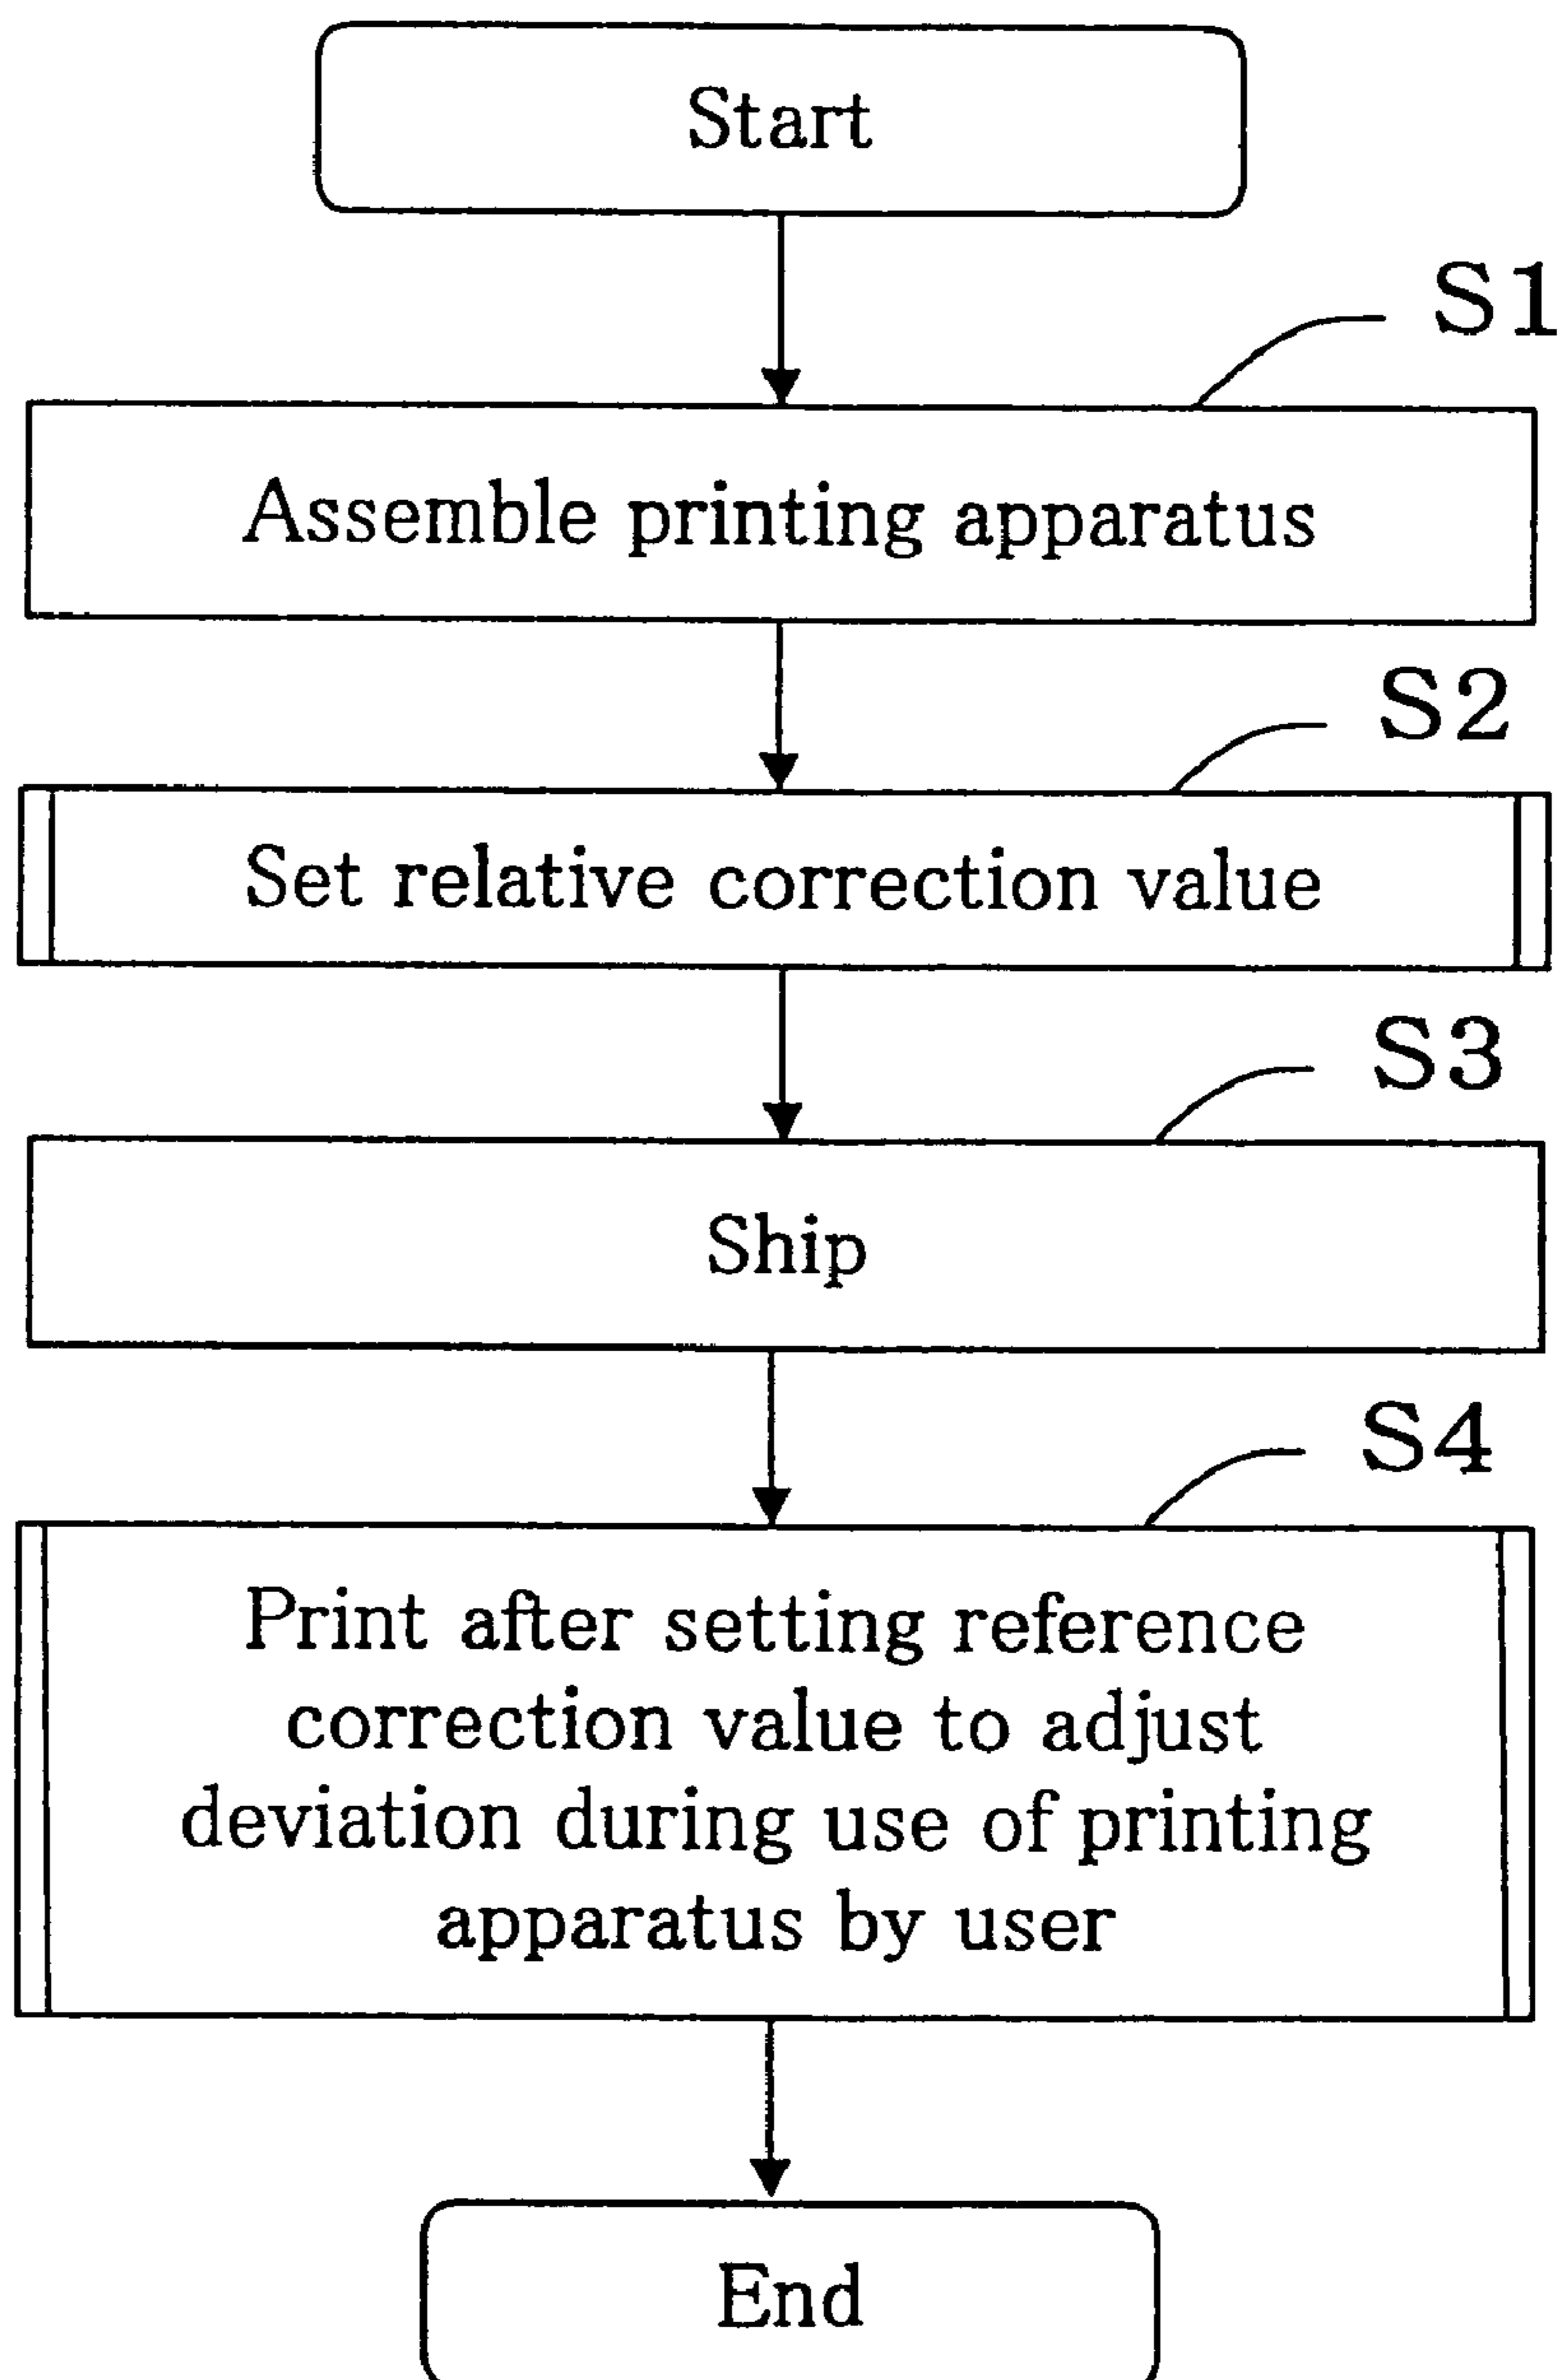 Start
S1
Assemble printing apparatus
S2
Set relative correction value
S3
Ship
S4
Print after setting reference
correction value to adjust
deviation during use of printing
apparatus by user
End